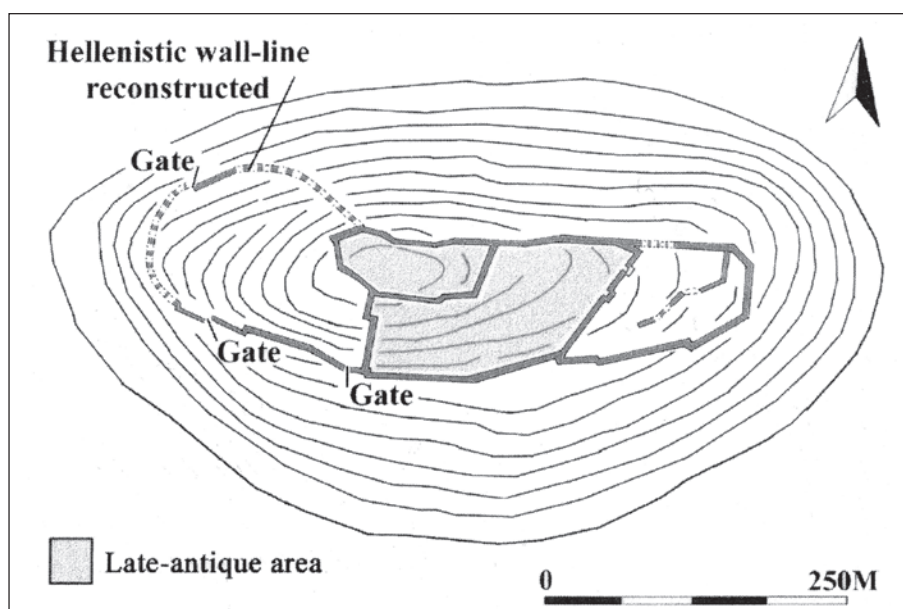 Hellenistic wall-line
reconstructed
Gate
Gate
Gate
Late-antique area
0 250M